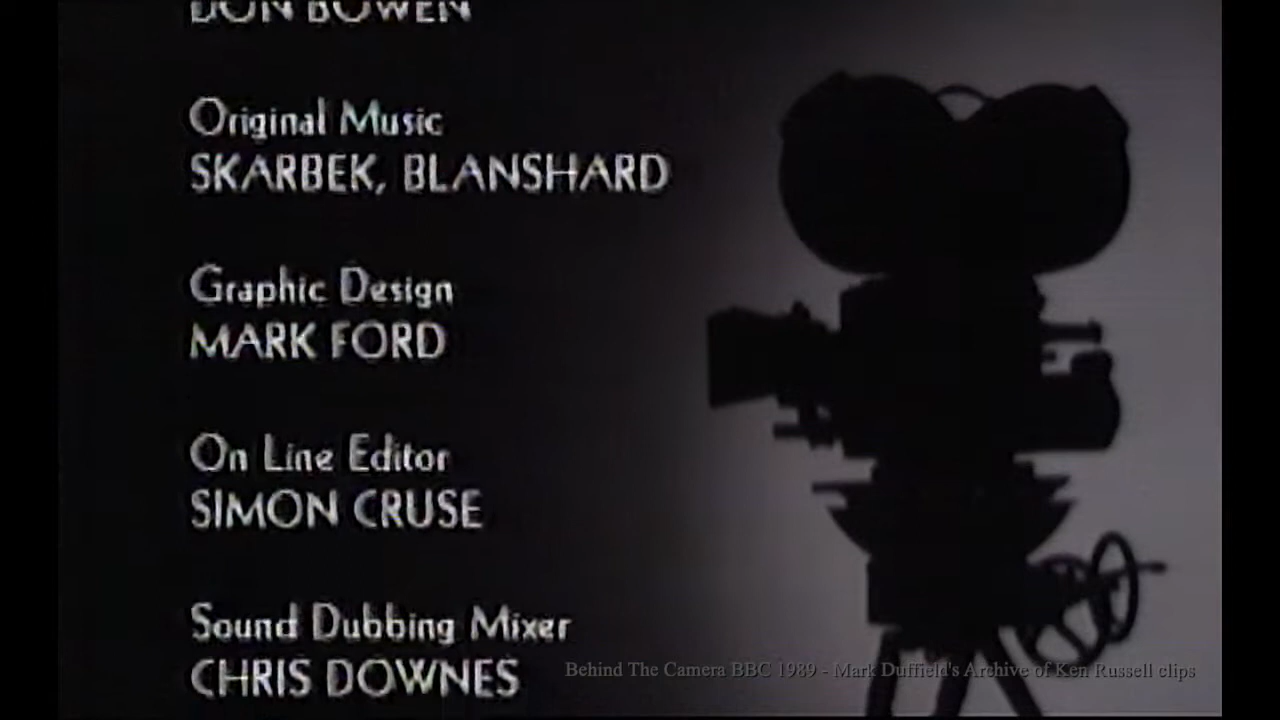 DON BOWEN
Original Music
SKARBEK, BLANSHARD
Graphic Design
MARK FORD
On Line Editor
SIMON CRUSE
Sound Dubbing Mixer
CHRIS DOWNES
Behind The Camera BBC 1989 - Mark Duffield's Archive of Ken Russell clips